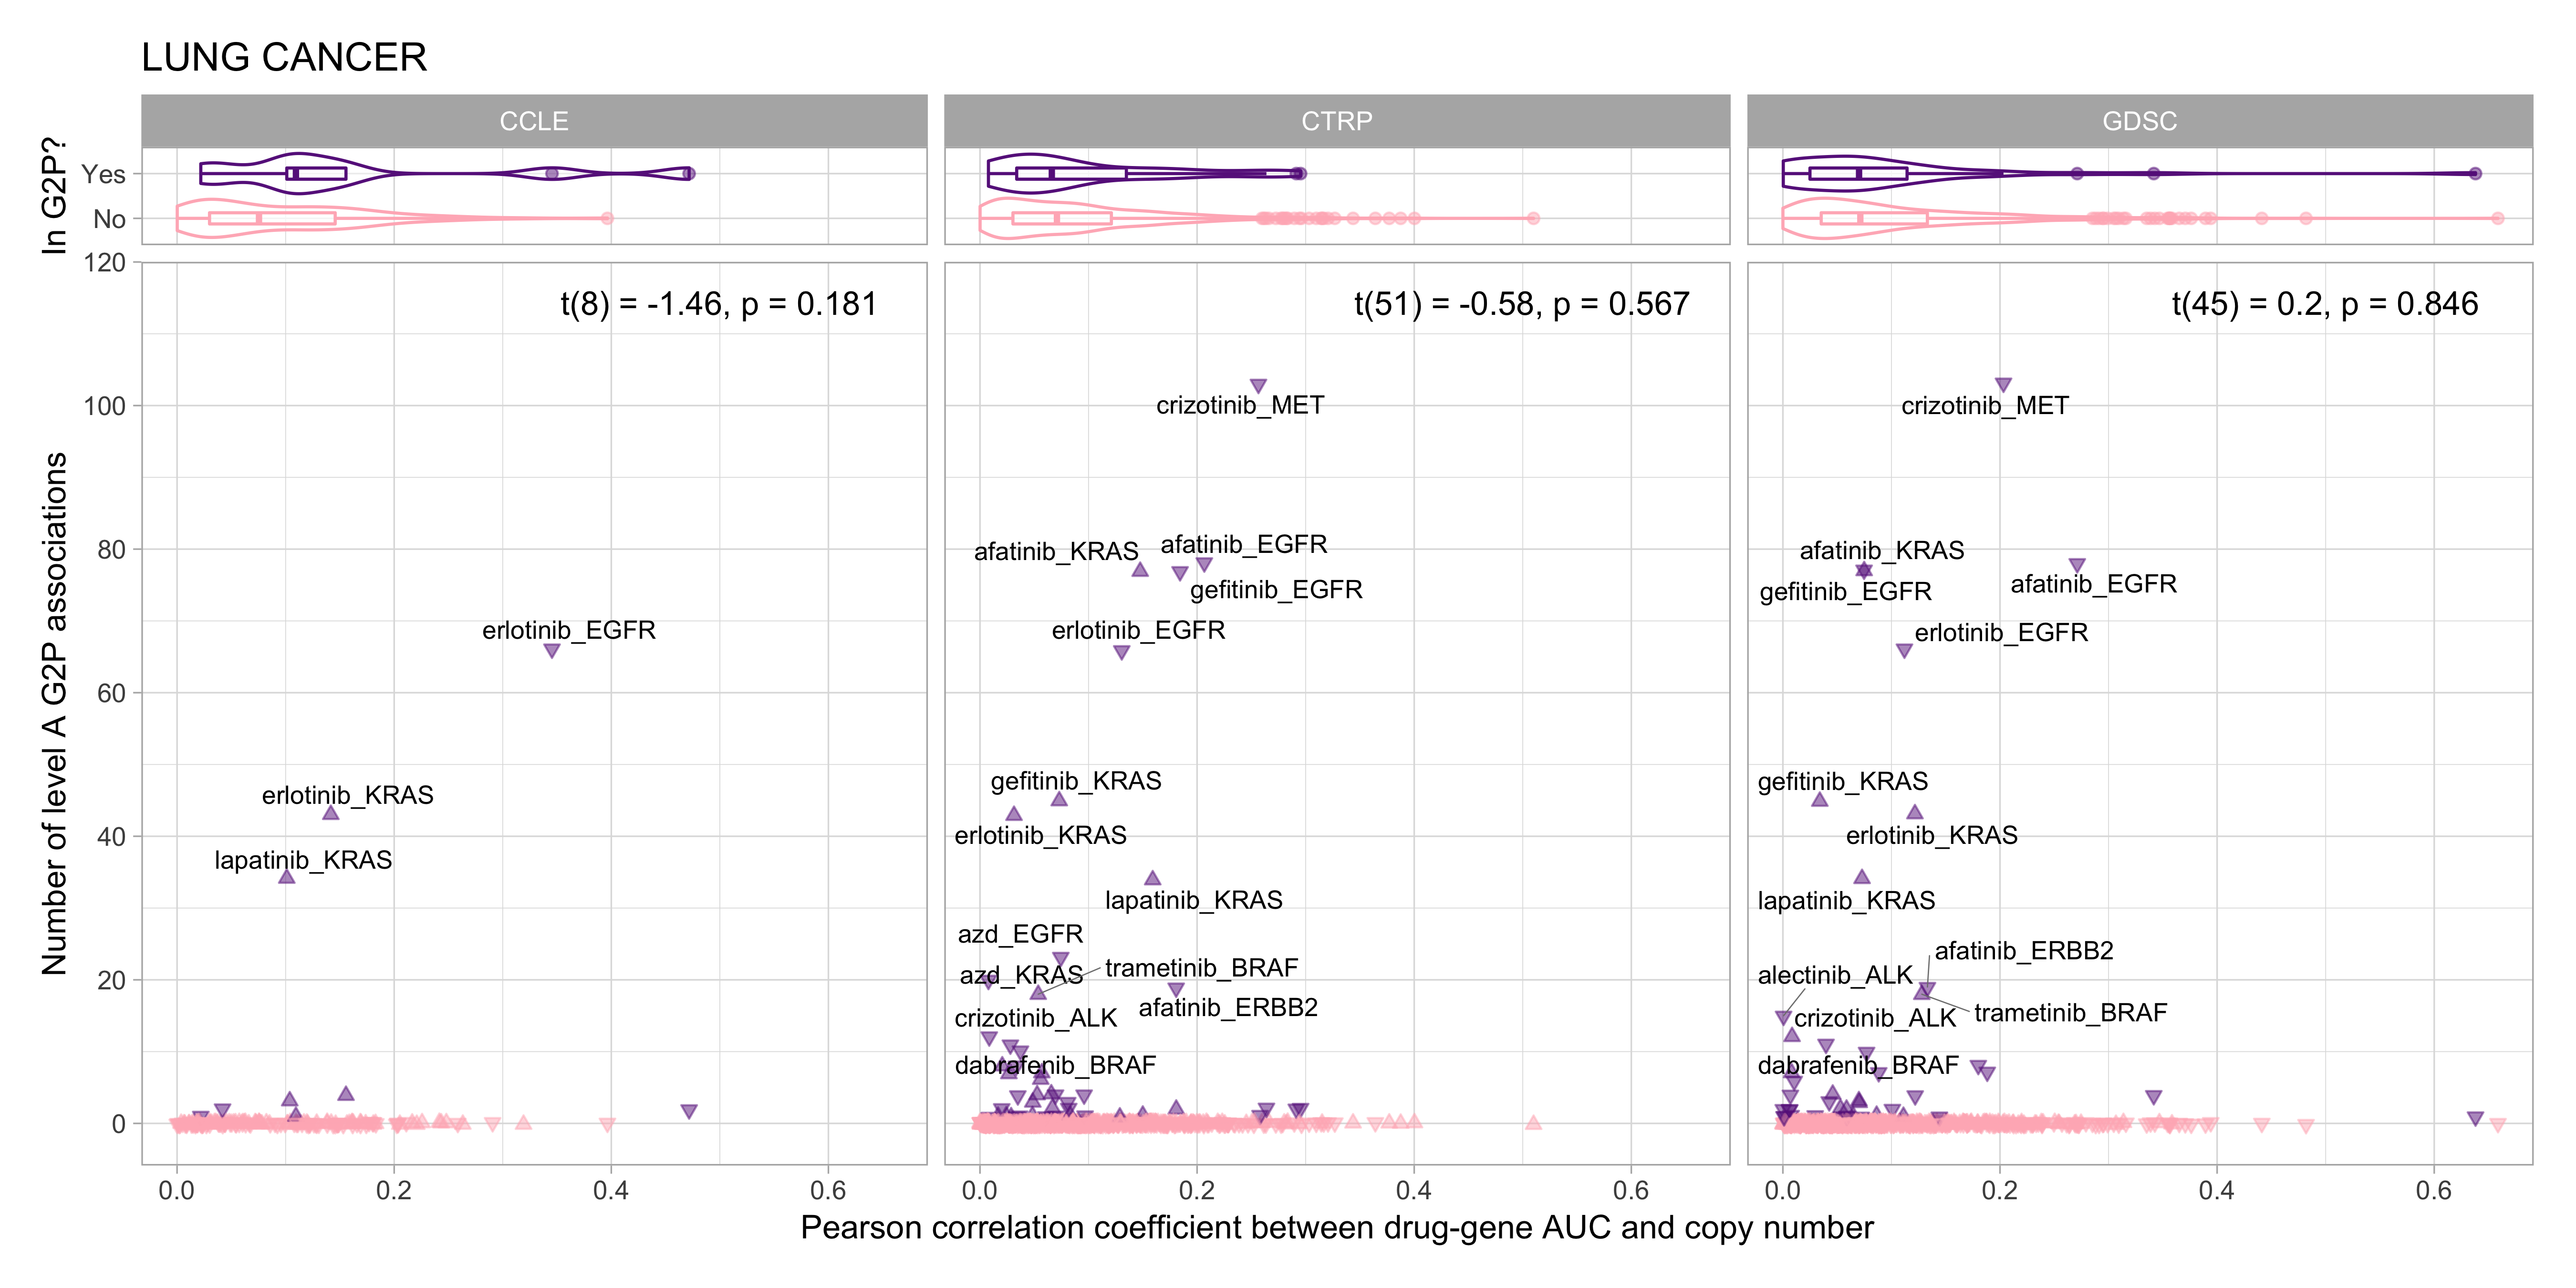 LUNG CANCER
CCLE
CTRP
GDSC
In G2P?
Yes
No
Number of level A G2P associations
120
100
80
60
40
20
0
t(8) = -1.46, p = 0.181
erlotinib_EGFR
erlotinib_KRAS
lapatinib_KRAS
t(51) = -0.58, p = 0.567
crizotinib_MET
afatinib_EGFR
afatinib_KRAS
gefitinib_EGFR
erlotinib_EGFR
gefitinib_KRAS
erlotinib_KRAS
lapatinib_KRAS
azd_EGFR
trametinib_BRAF
azd_KRAS
afatinib_ERBB2
crizotinib_ALK
dabrafenib_BRAF
t(45) = 0.2, p = 0.846
crizotinib_MET
afatinib_KRAS
afatinib_EGFR
gefitinib_EGFR
erlotinib_EGFR
gefitinib_KRAS
erlotinib_KRAS
lapatinib_KRAS
afatinib_ERBB2
alectinib_ALK
trametinib_BRAF
crizotinib_ALK
dabrafenib_BRAF
0.0 0.2 0.4 0.6
0.0 0.2 0.4 0.6
0.0 0.2 0.4 0.6
Pearson correlation coefficient between drug-gene AUC and copy number